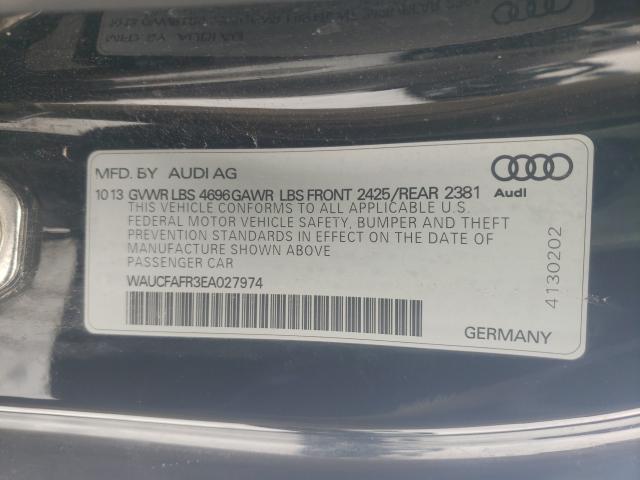 MFD. BY AUDI AG
10 13 GVWR LBS 4696 GAWR LBS FRONT 2425/REAR 2381
Audi
THIS VEHICLE CONFORMS TO ALL APPLICABLE U.S.
FEDERAL MOTOR VEHICLE SAFETY, BUMPER AND THEFT
PREVENTION STANDARDS IN EFFECT ON THE DATE OF
MANUFACTURE SHOWN ABOVE
PASSENGER CAR
WAUCFAFR3EA027974
4130202
GERMANY